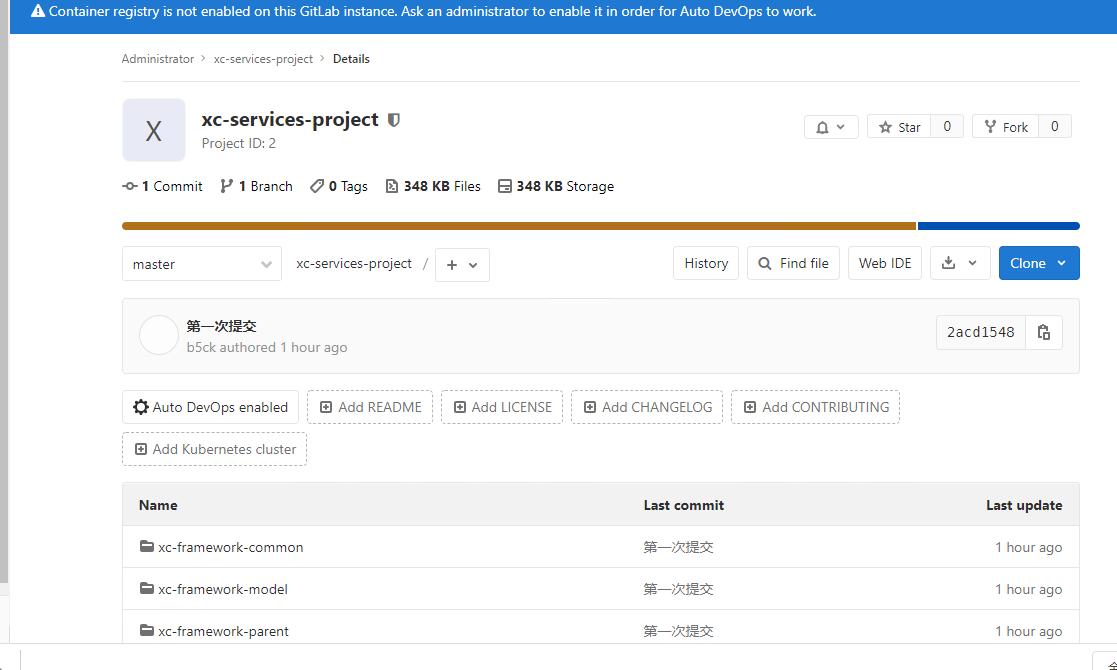 Container registry is not enabled on this GitLab instance. Ask an administrator to enable it in order for Auto DevOps to work.
Administrator > xc-services-project > Details
X
xc-services-project
Project ID: 2
Star 0 Fork 0
1 Commit 1 Branch 0 Tags 348 KB Files 348 KB Storage
master xc-services-project / + History Find file Web IDE Clone
第一次提交
b5ck authored 1 hour ago
2acd1548
Auto DevOps enabled Add README Add LICENSE Add CHANGELOG Add CONTRIBUTING
Add Kubernetes cluster
Name Last commit Last update
xc-framework-common 第一次提交 1 hour ago
xc-framework-model 第一次提交 1 hour ago
xc-framework-parent 第一次提交 1 hour ago